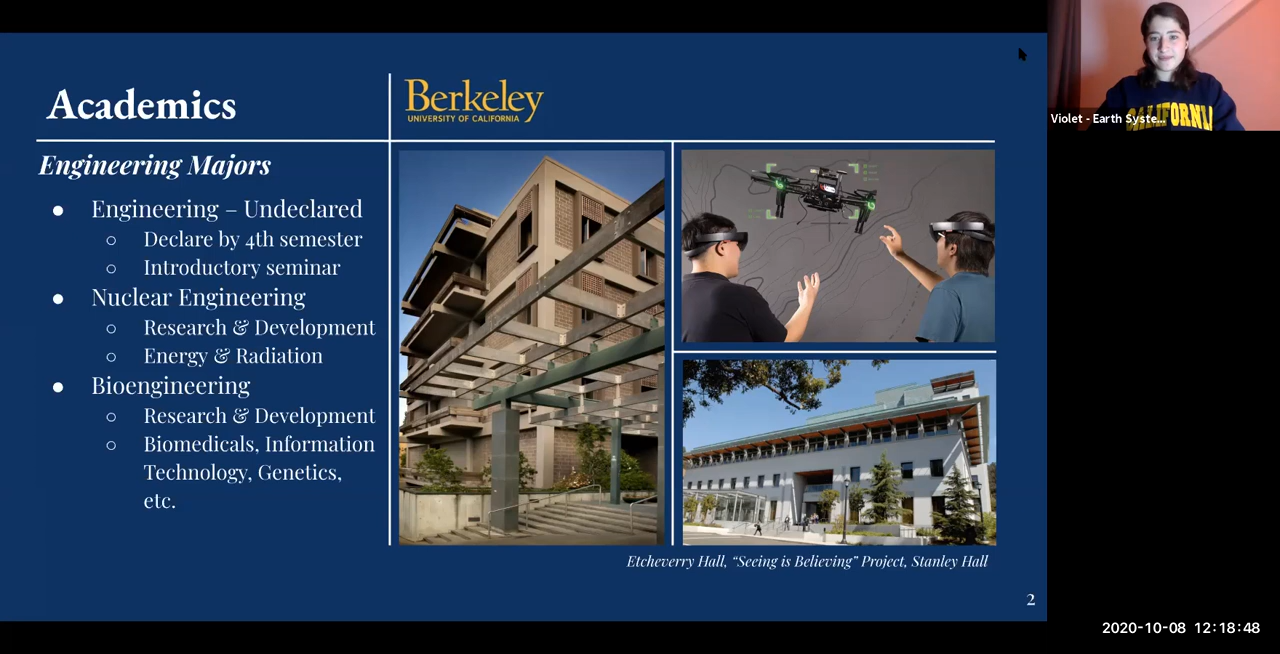 Academics
Berkeley
UNIVERSITY OF CALIFORNIA
Engineering Majors
● Engineering – Undeclared
○ Declare by 4th semester
○ Introductory seminar
● Nuclear Engineering
○ Research & Development
○ Energy & Radiation
● Bioengineering
○ Research & Development
○ Biomedicals, Information
Technology, Genetics,
etc.
Etcheverry Hall, “Seeing is Believing” Project, Stanley Hall
2
CALIFORNI
Violet - Earth Syste...
2020-10-08 12:18:48